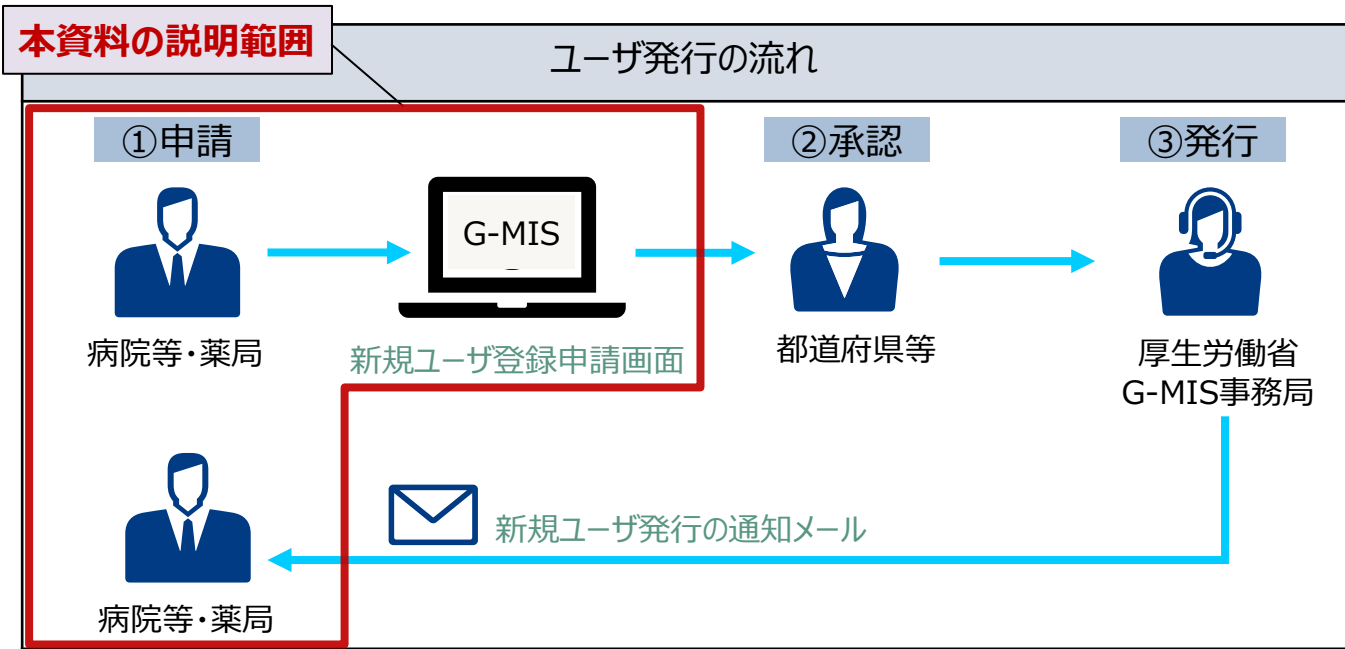 本資料の説明範囲
ユーザ発行の流れ
①申請
②承認
③発行
G-MIS
病院等・薬局
新規ユーザ登録申請画面
都道府県等
厚生労働省
G-MIS事務局
新規ユーザ発行の通知メール
病院等・薬局